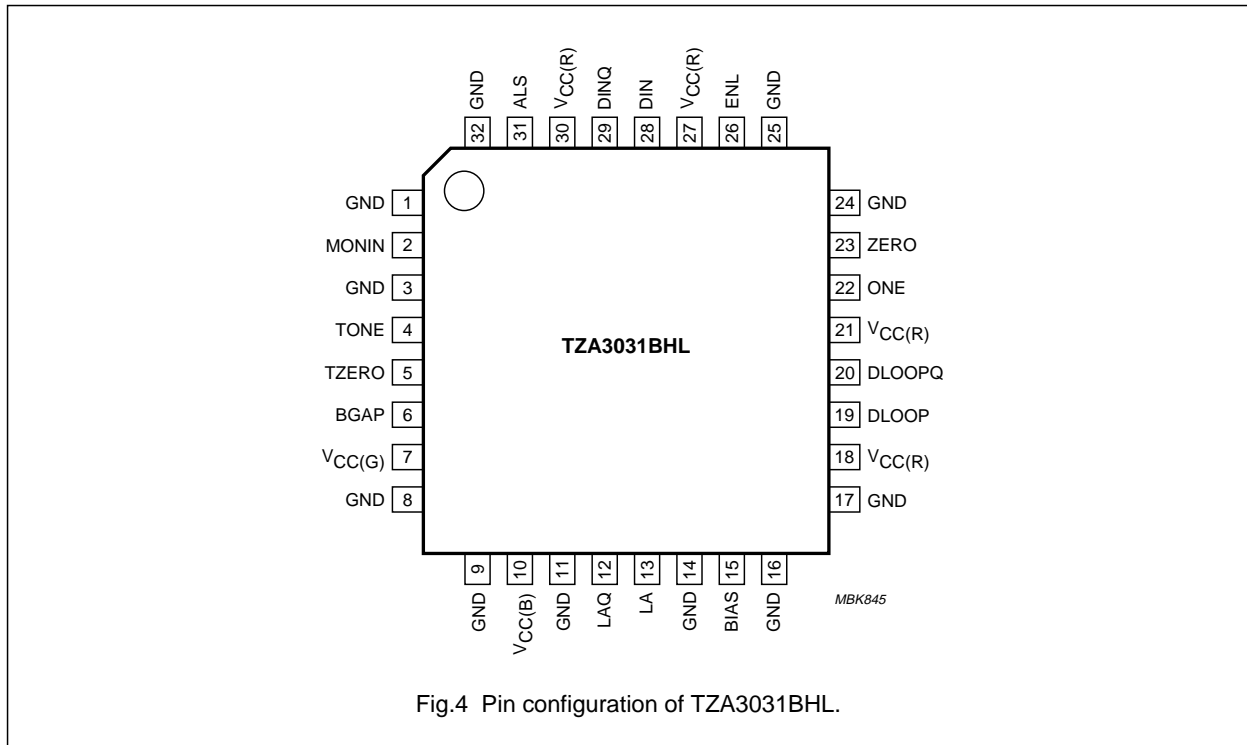 GND
ALS
VCC(R)
DINQ
DIN
VCC(R)
ENL
GND
32
31
30
29
28
27
26
25
GND 1
MONIN 2
GND 3
TONE 4
TZERO 5
BGAP 6
VCC(G) 7
GND 8
TZA3031BHL
24 GND
23 ZERO
22 ONE
21 VCC(R)
20 DLOOPQ
19 DLOOP
18 VCC(R)
17 GND
9
10
11
12
13
14
15
16
GND
VCC(B)
GND
LAQ
LA
GND
BIAS
GND
MBK845
Fig.4 Pin configuration of TZA3031BHL.